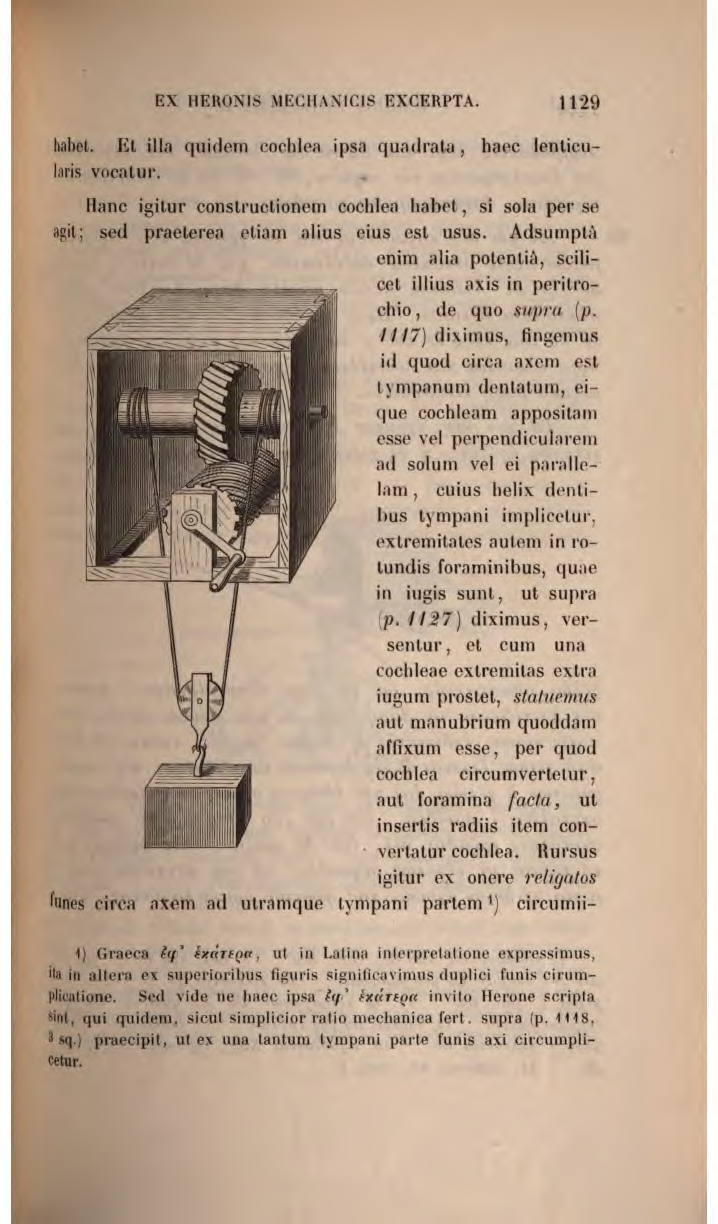 EX HERONIS MECHANICIS EXCERPTA. 1129
habet. Et illa quidem cochlea ipsa quadrata, haec lenticu-
laris vocatur.
Hanc igitur constructionem cochlea habet, si sola per se
agit; sed praeterea etiam alius eius est usus. Adsumptâ
enim alia potentiâ, scili-
cet illius axis in peritro-
chio, de quo supra (p.
1117) diximus, fingemus
id quod circa axem est
tympanum dentatum, ei-
que cochleam appositam
esse vel perpendicularem
ad solum vel ei paralle-
lam, cuius helix denti-
bus tympani implicetur,
extremitates autem in ro-
tundis foraminibus, quae
in iugis sunt, ut supra
(p. 1127) diximus, ver-
sentur, et cum una
cochleae extremitas extra
iugum prostet, statuemus
aut manubrium quoddam
affixum esse, per quod
cochlea circumvertetur,
aut foramina facta, ut
insertis radiis item con-
vertatur cochlea. Rursus
igitur ex onere religatos
funes circa axem ad utramque tympani partem ¹) circumii-
1) Graeca ἐφ' ἑκάτερα, ut in Latina interpretatione expressimus,
ita in altera ex superioribus figuris significavimus duplici funis cirum-
plicatione. Sed vide ne haec ipsa ἐφ' ἑκάτερα invito Herone scripta
sint, qui quidem, sicut simplicior ratio mechanica fert, supra (p. 1118,
3 sq.) praecipit, ut ex una tantum tympani parte funis axi circumpli-
cetur.